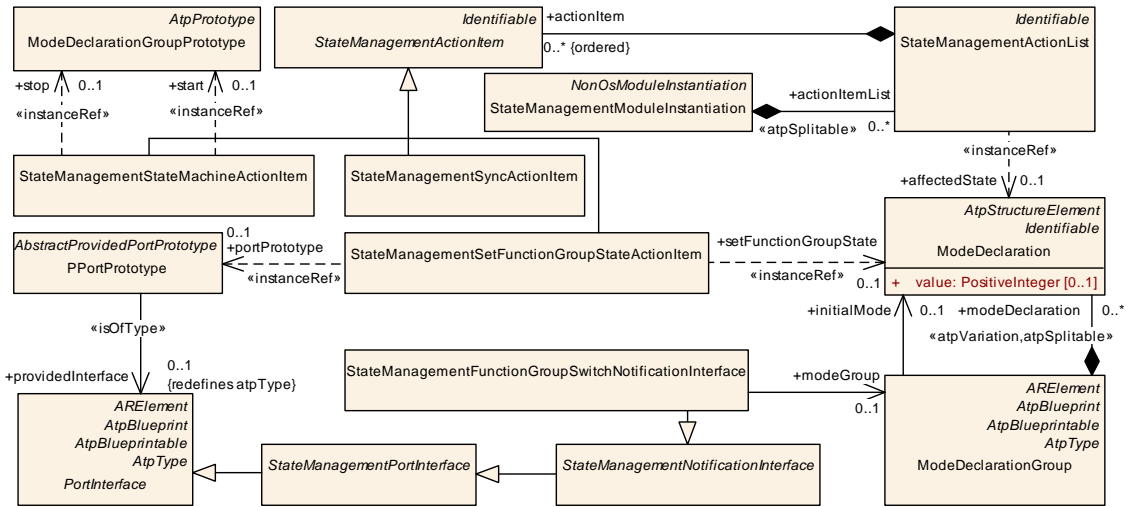 AtpPrototype
ModeDeclarationGroupPrototype
Identifiable
StateManagementActionItem
+actionItem
0..* {ordered}
Identifiable
StateManagementActionList
NonOsModuleInstantiation
StateManagementModuleInstantiation
+actionItemList
«atpSplitable»
0..*
+stop
0..1
+start
0..1
«instanceRef»
«instanceRef»
«instanceRef»
+affectedState
0..1
StateManagementStateMachineActionItem
StateManagementSyncActionItem
AtpStructureElement
Identifiable
ModeDeclaration
+ value: PositiveInteger [0..1]
AbstractProvidedPortPrototype
PPortPrototype
0..1
+portPrototype
«instanceRef»
StateManagementSetFunctionGroupStateActionItem
+setFunctionGroupState
«instanceRef»
0..1
«isOfType»
+initialMode
0..1
+modeDeclaration
0..*
«atpVariation,atpSplitable»
+providedInterface
0..1
{redefines atpType}
StateManagementFunctionGroupSwitchNotificationInterface
+modeGroup
0..1
ARElement
AtpBlueprint
AtpBlueprintable
AtpType
PortInterface
StateManagementPortInterface
StateManagementNotificationInterface
ARElement
AtpBlueprint
AtpBlueprintable
AtpType
ModeDeclarationGroup